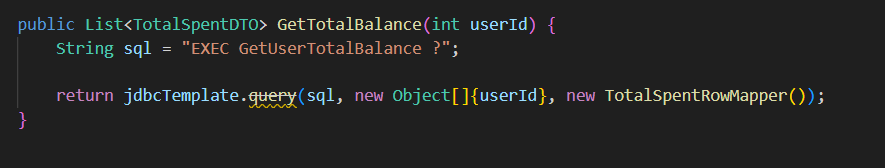 public List<TotalSpentDTO> GetTotalBalance(int userId) {
    String sql = "EXEC GetUserTotalBalance ?";
    return jdbcTemplate.query(sql, new Object[]{userId}, new TotalSpentRowMapper());
}